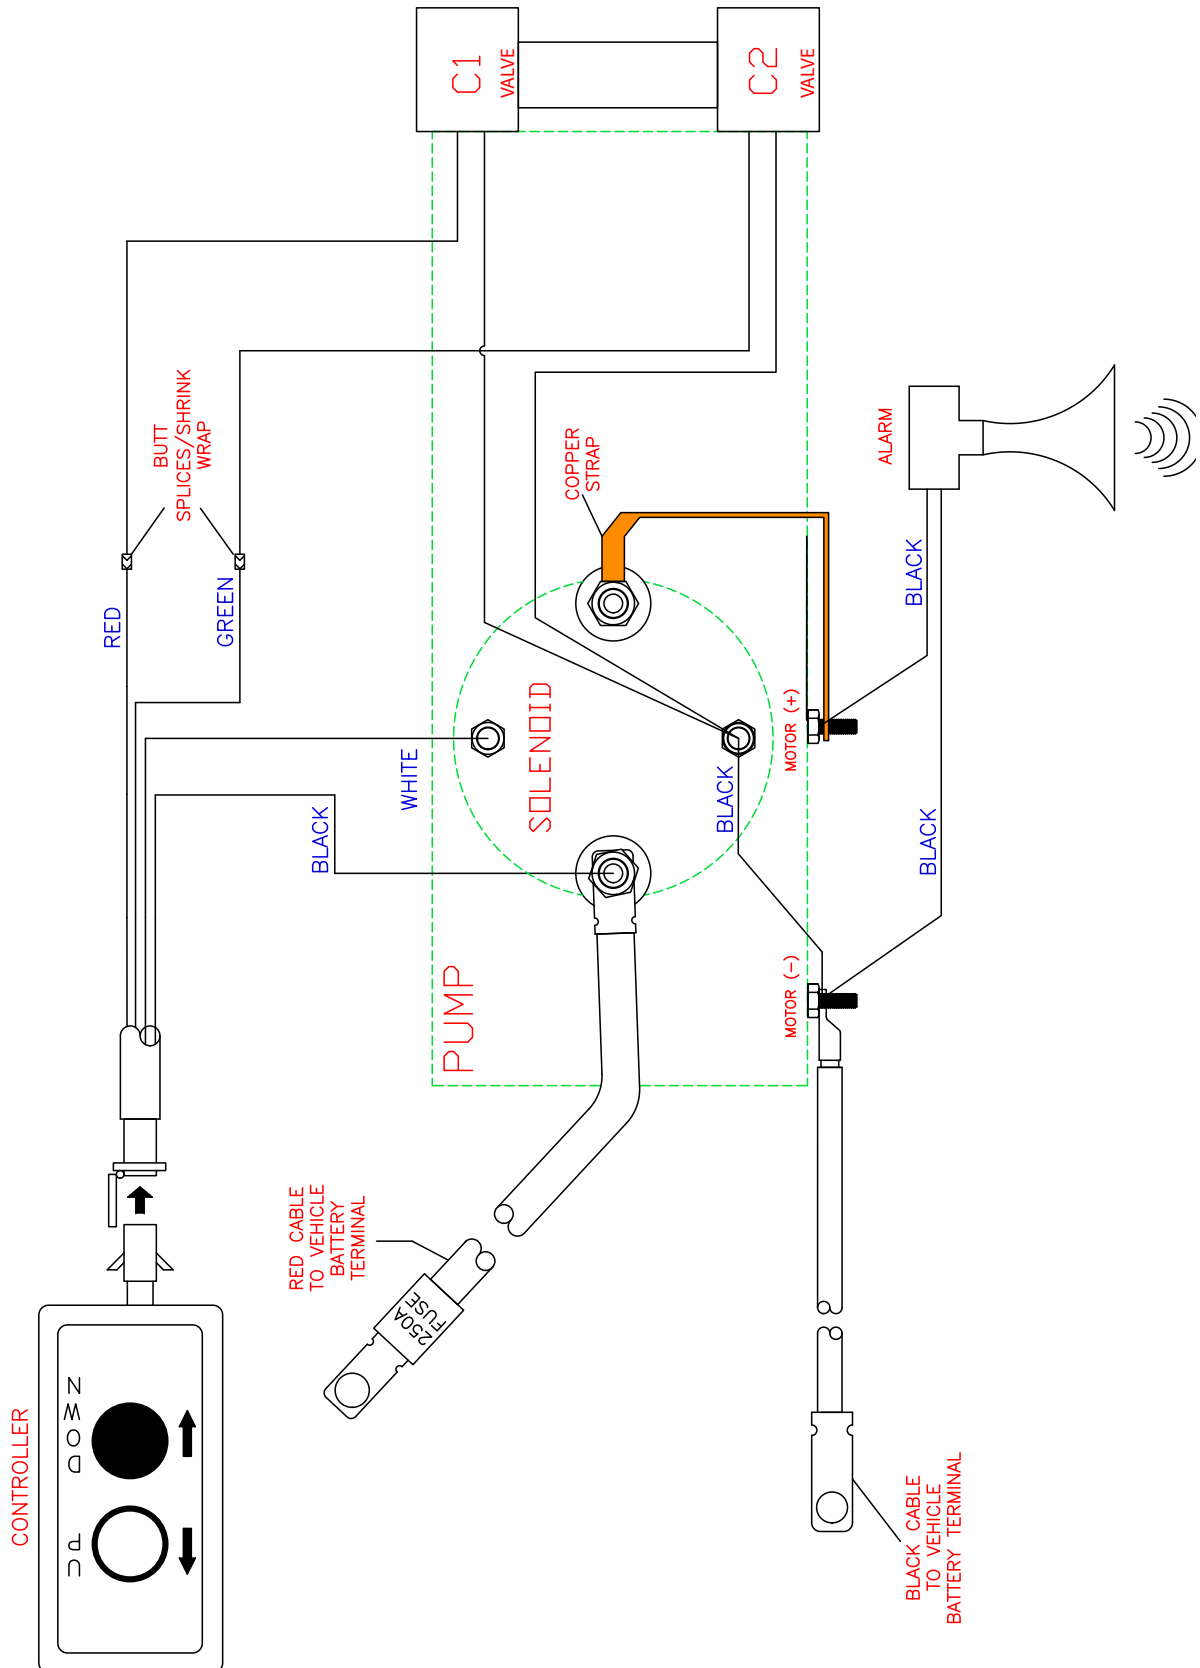 CONTROLLER
UP
DOWN
RED
GREEN
WHITE
BLACK
BUTT
SPLICES/SHRINK
WRAP
RED CABLE
TO VEHICLE
BATTERY
TERMINAL
250A
FUSE
PUMP
SOLENOID
COPPER
STRAP
C1
VALVE
C2
VALVE
BLACK
MOTOR (-)
MOTOR (+)
ALARM
BLACK
BLACK
BLACK CABLE
TO VEHICLE
BATTERY TERMINAL